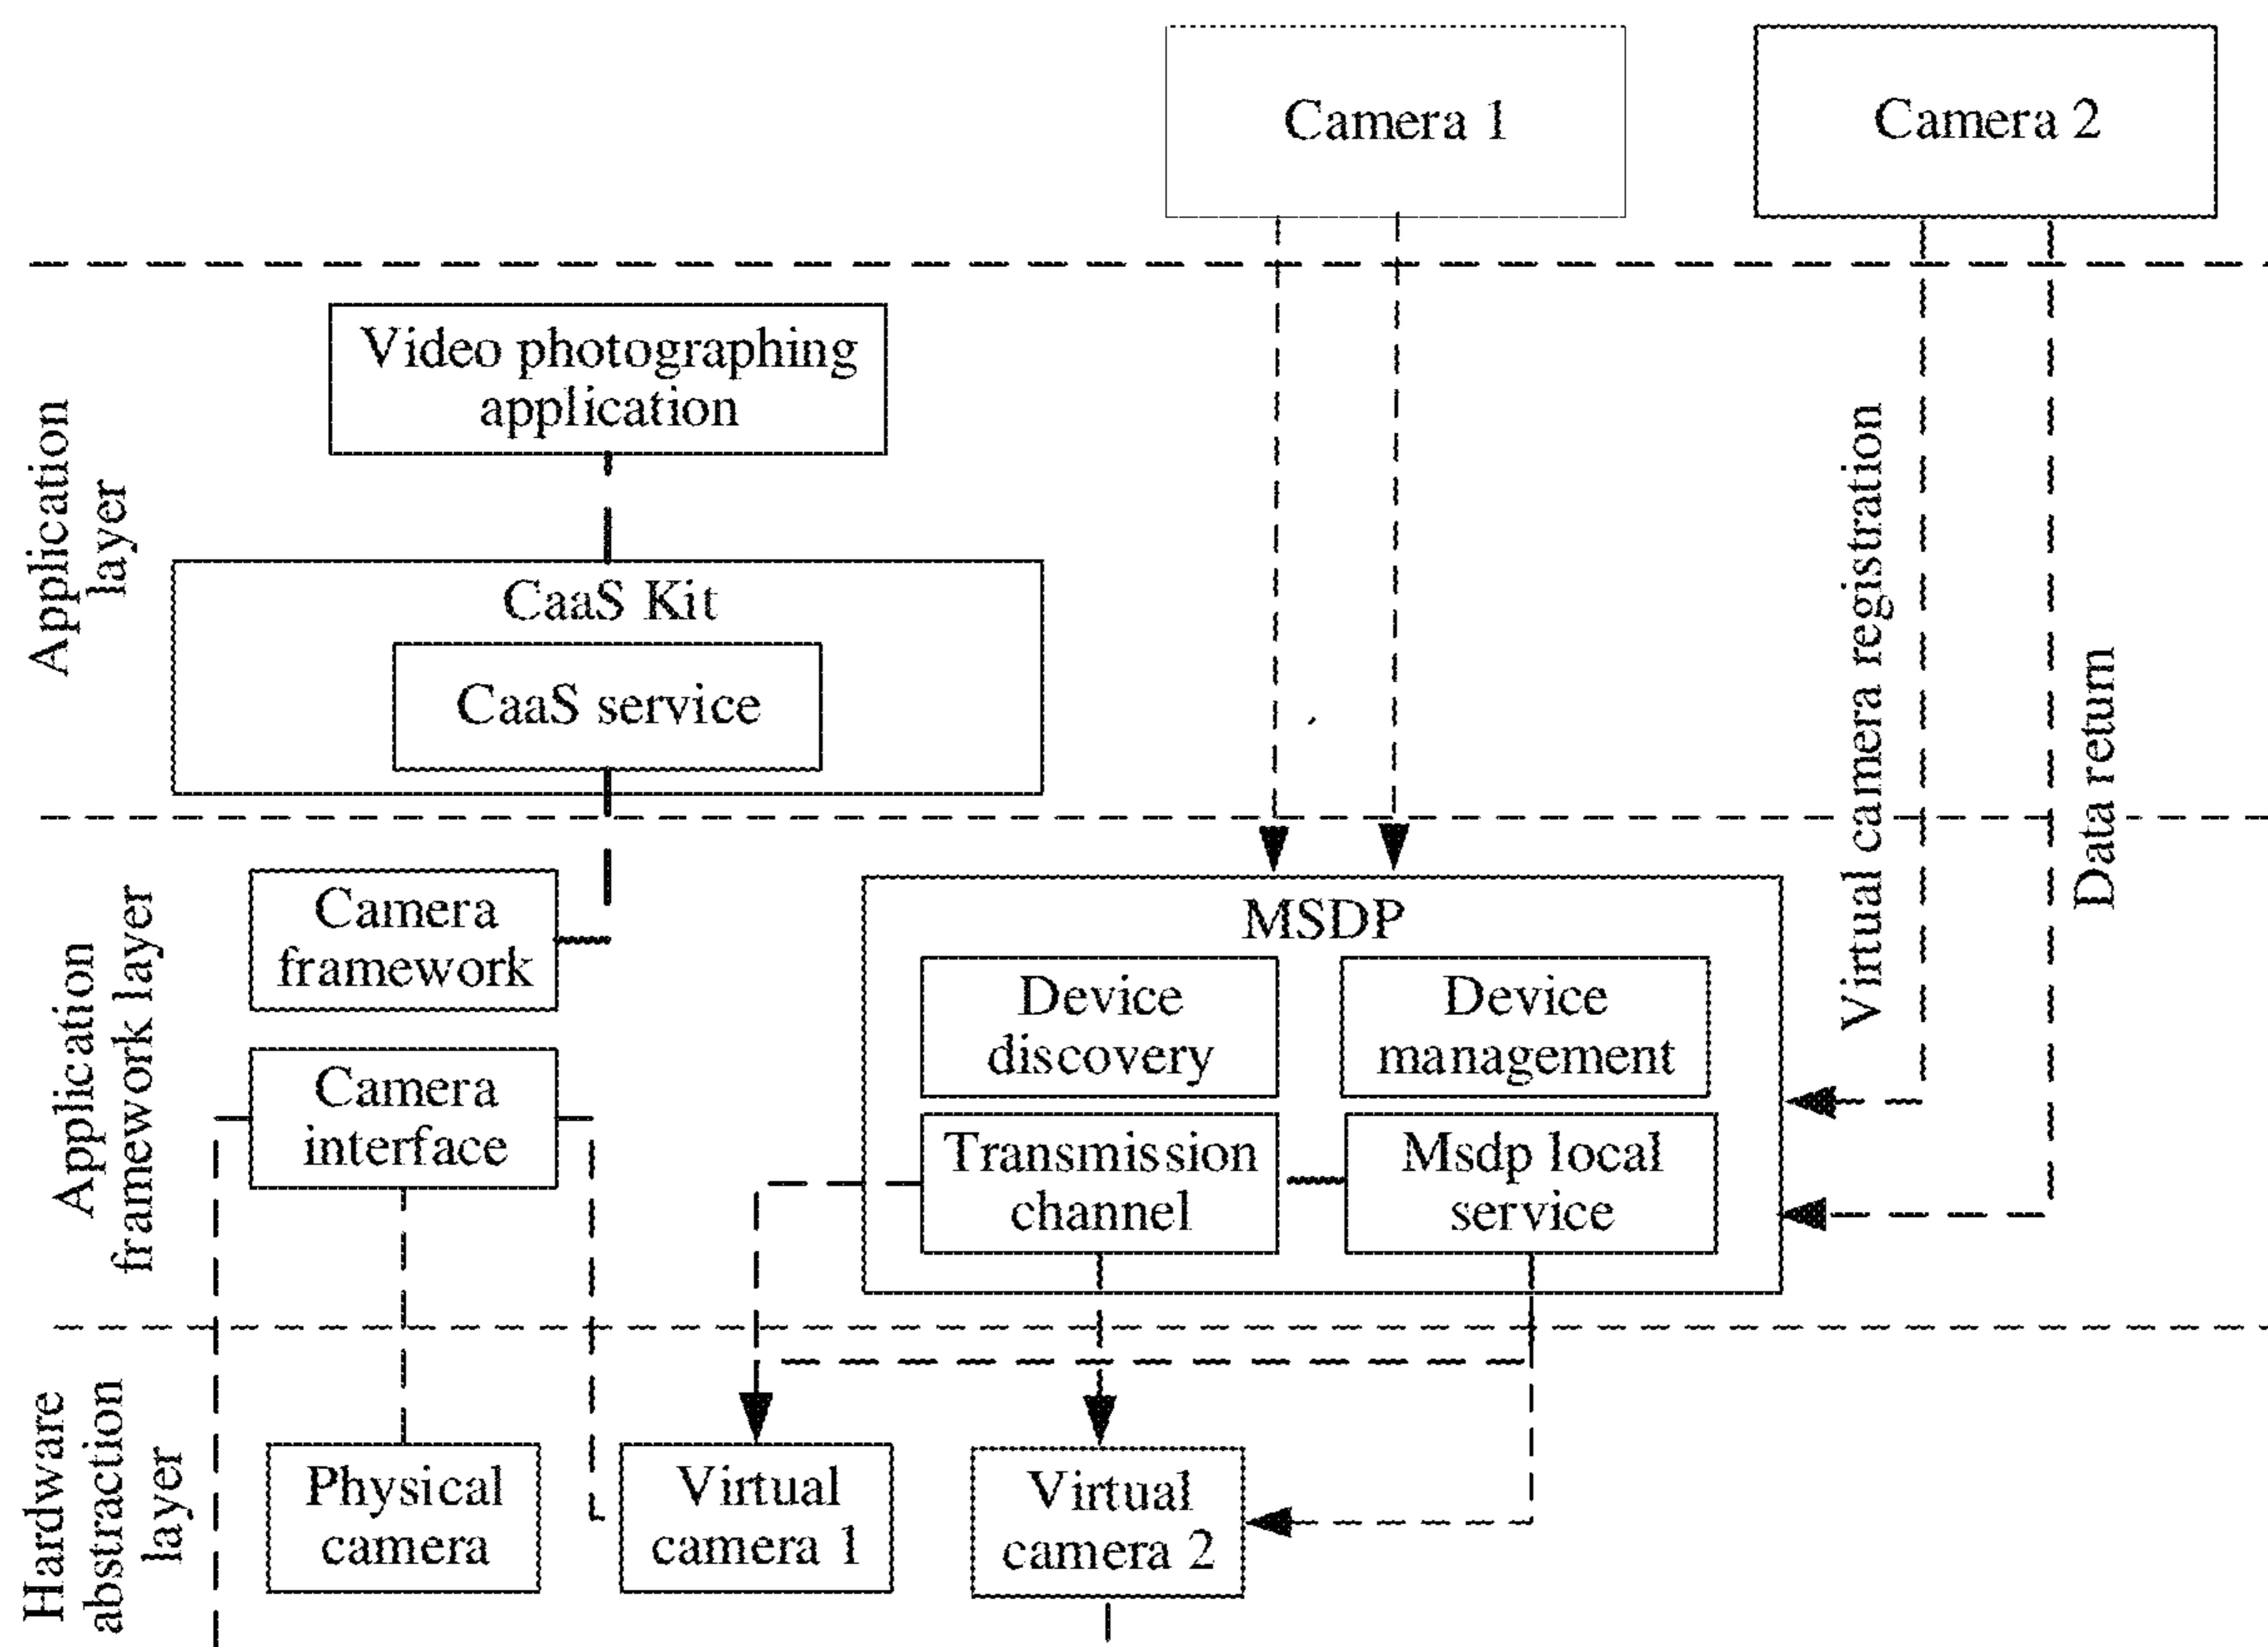 Camera 1
Camera 2
Application
layer
Video photographing
application
CaaS Kit
CaaS service
Virtual camera registration
Data return
Application
framework layer
Camera
framework
Camera
interface
MSDP
Device
discovery
Device
management
Transmission
channel
Msdp local
service
Hardware
abstraction
layer
Physical
camera
Virtual
camera 1
Virtual
camera 2